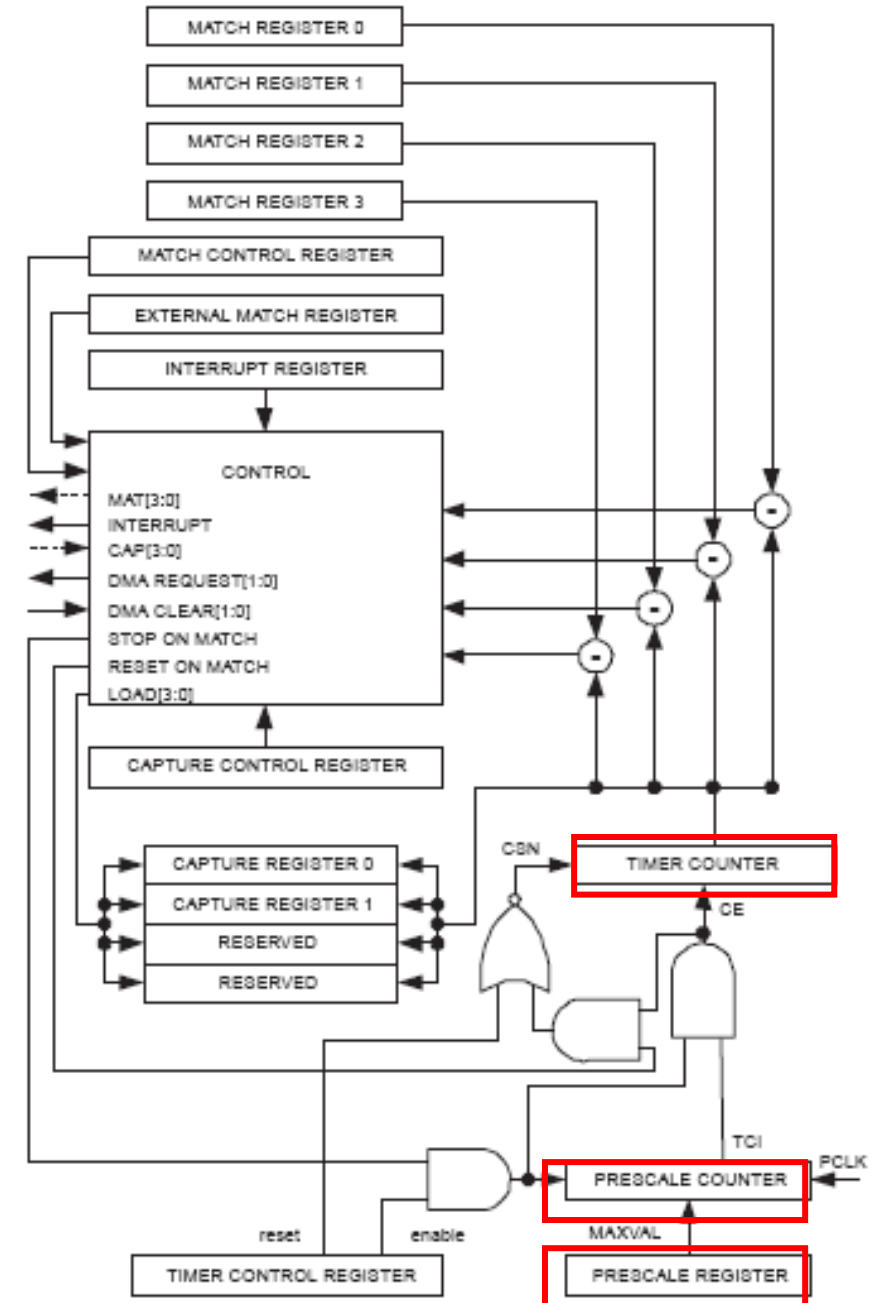 MATCH REGISTER 0
MATCH REGISTER 1
MATCH REGISTER 2
MATCH REGISTER 3
MATCH CONTROL REGISTER
EXTERNAL MATCH REGISTER
INTERRUPT REGISTER
CONTROL
MAT[3:0]
INTERRUPT
CAP[3:0]
DMA REQUEST[1:0]
DMA CLEAR[1:0]
STOP ON MATCH
RESET ON MATCH
LOAD[3:0]
-
-
-
-
CAPTURE CONTROL REGISTER
CSN
TIMER COUNTER
CE
CAPTURE REGISTER 0
CAPTURE REGISTER 1
RESERVED
RESERVED
TCI
PCLK
PRESCALE COUNTER
reset
enable
MAXVAL
TIMER CONTROL REGISTER
PRESCALE REGISTER